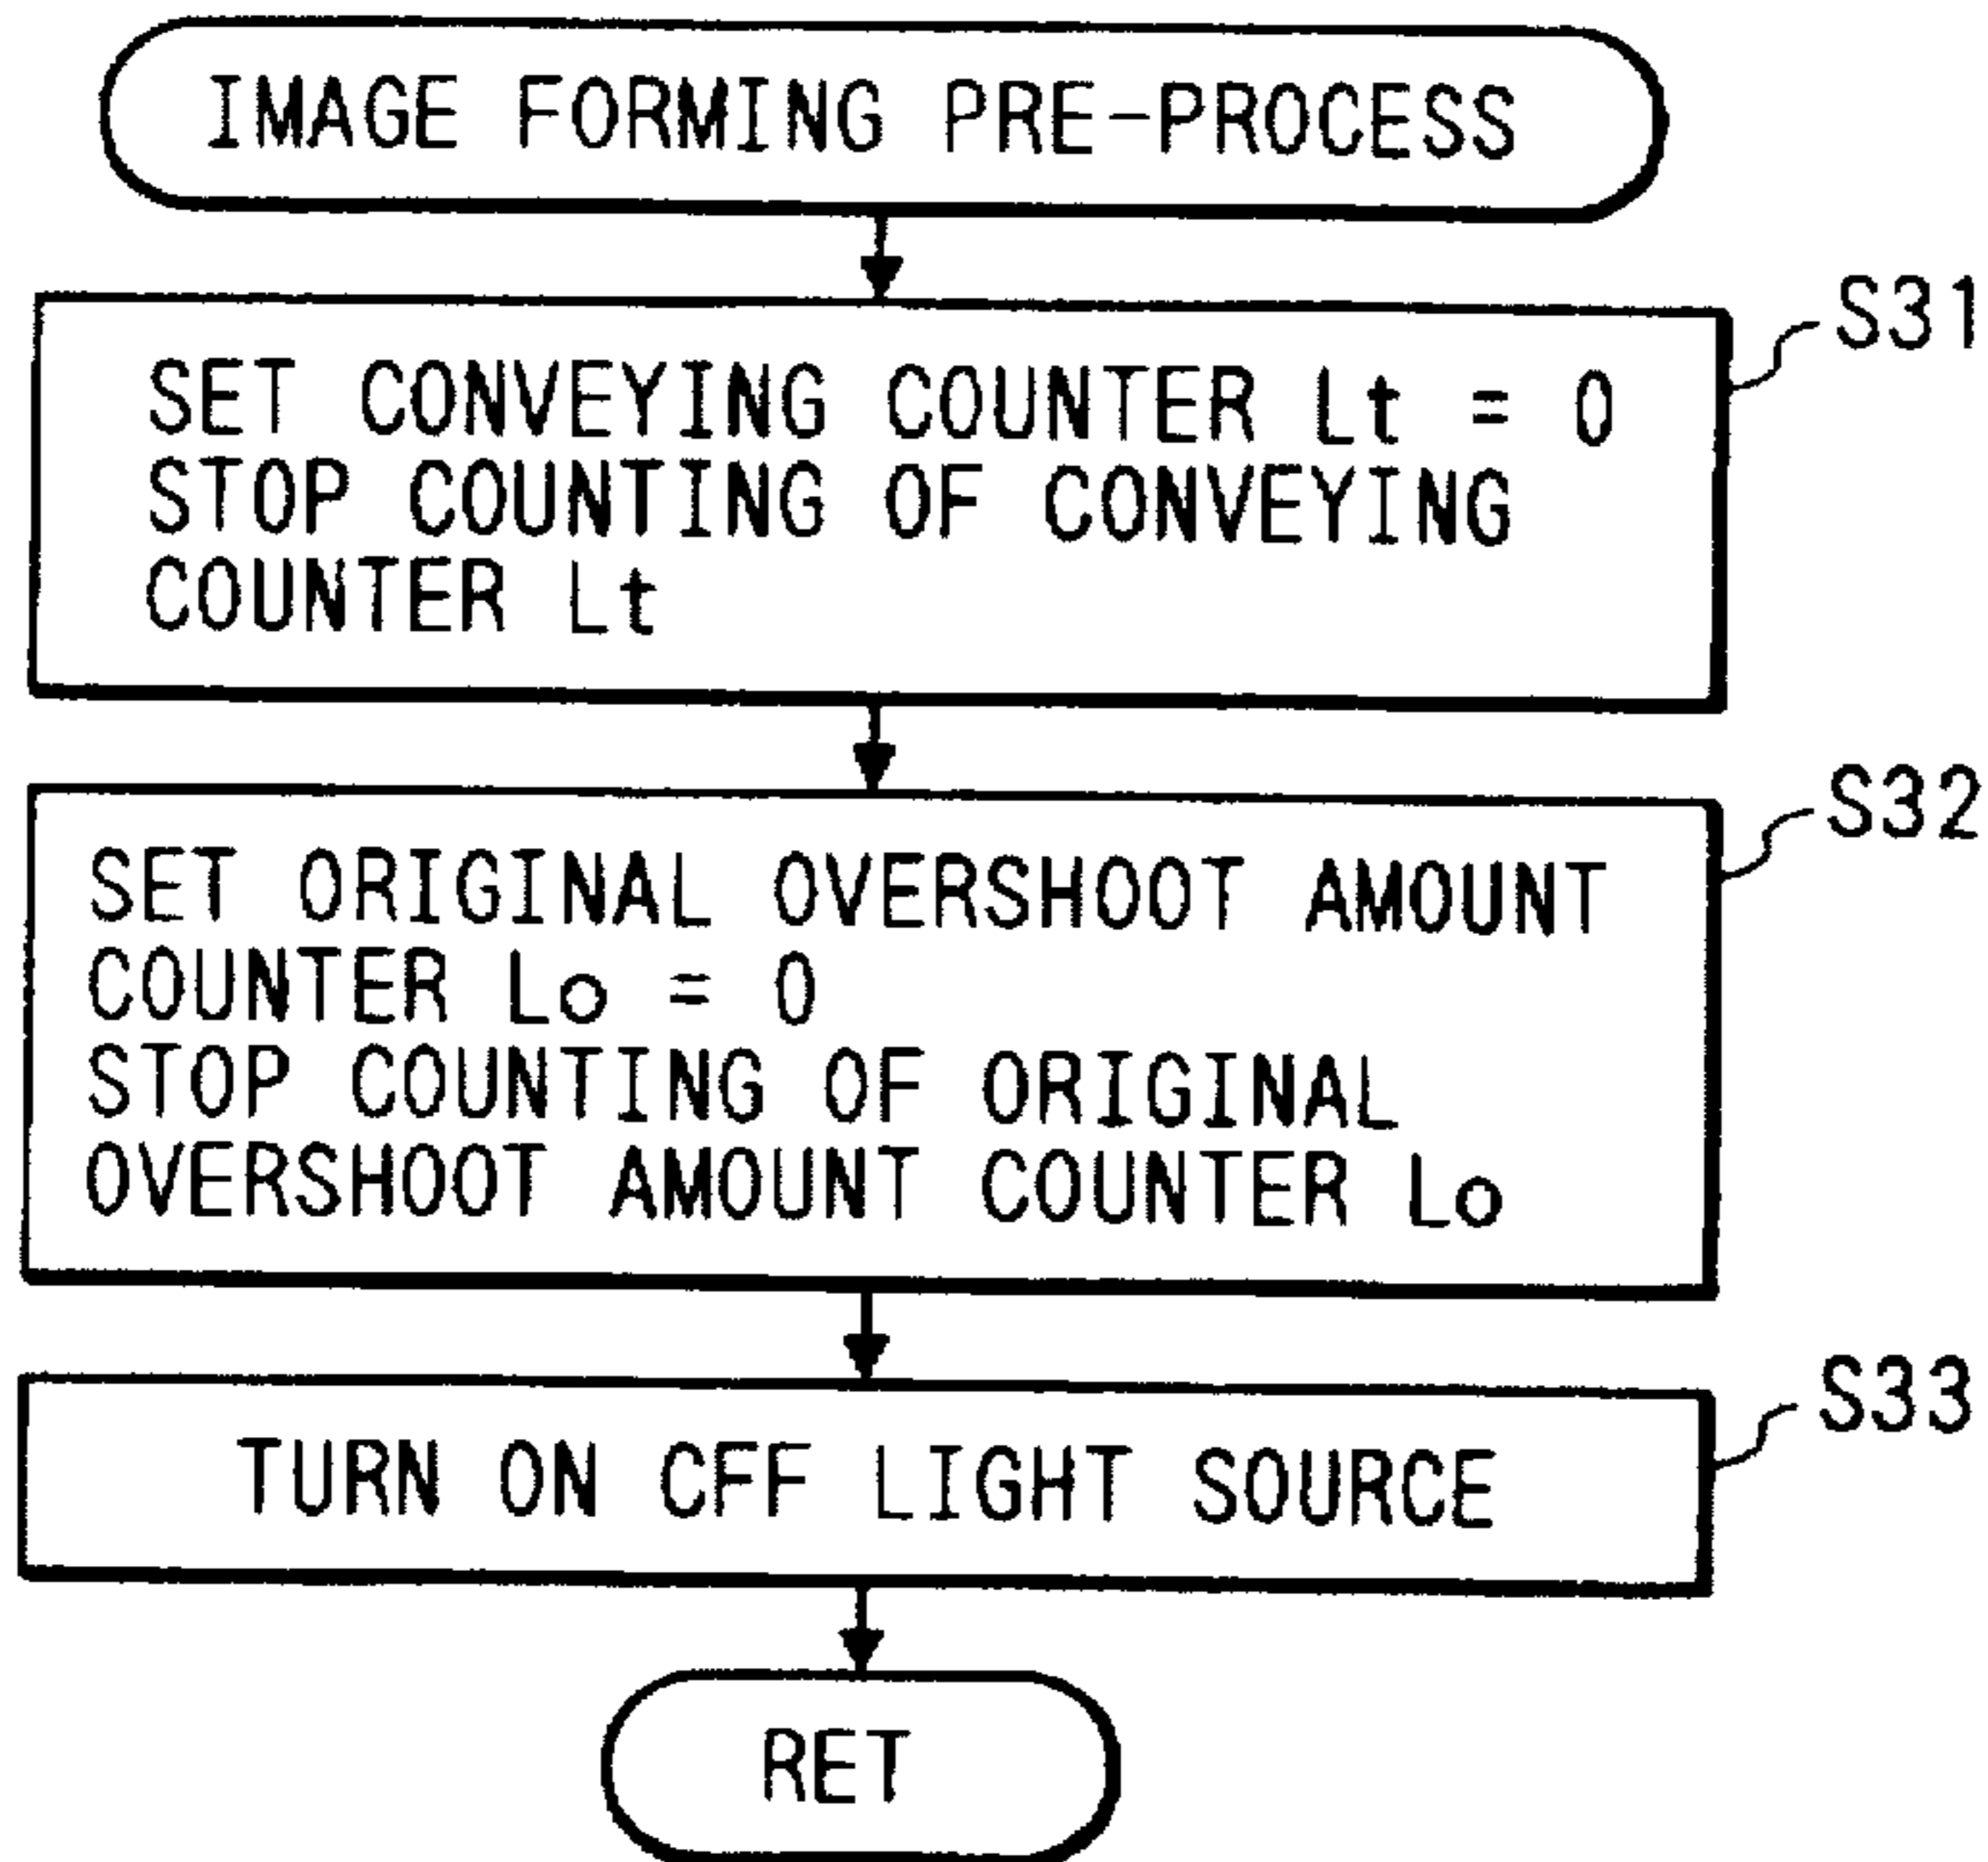 IMAGE FORMING PRE-PROCESS
S31
SET CONVEYING COUNTER Lt = 0
STOP COUNTING OF CONVEYING
COUNTER Lt
S32
SET ORIGINAL OVERSHOOT AMOUNT
COUNTER Lo = 0
STOP COUNTING OF ORIGINAL
OVERSHOOT AMOUNT COUNTER Lo
S33
TURN ON CFF LIGHT SOURCE
RET